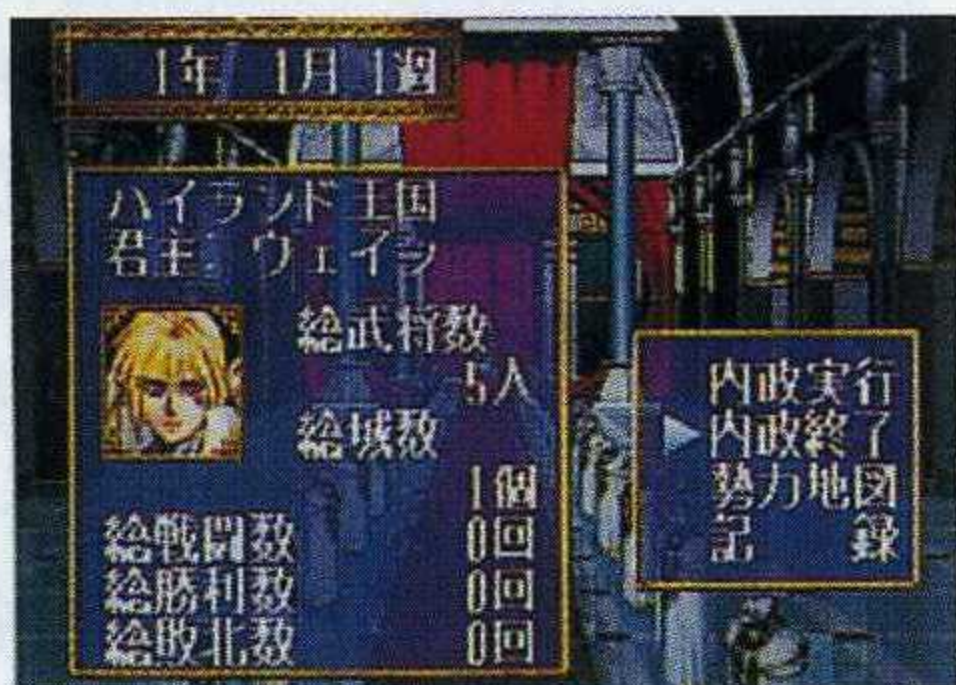 1年 1月 1週
ハイランド王国
君主：ウェイン
総武将数
5人
総城数
1個
総戦闘数 0回
総勝利数 0回
総敗北数 0回
内政実行
内政終了
勢力地図
記録